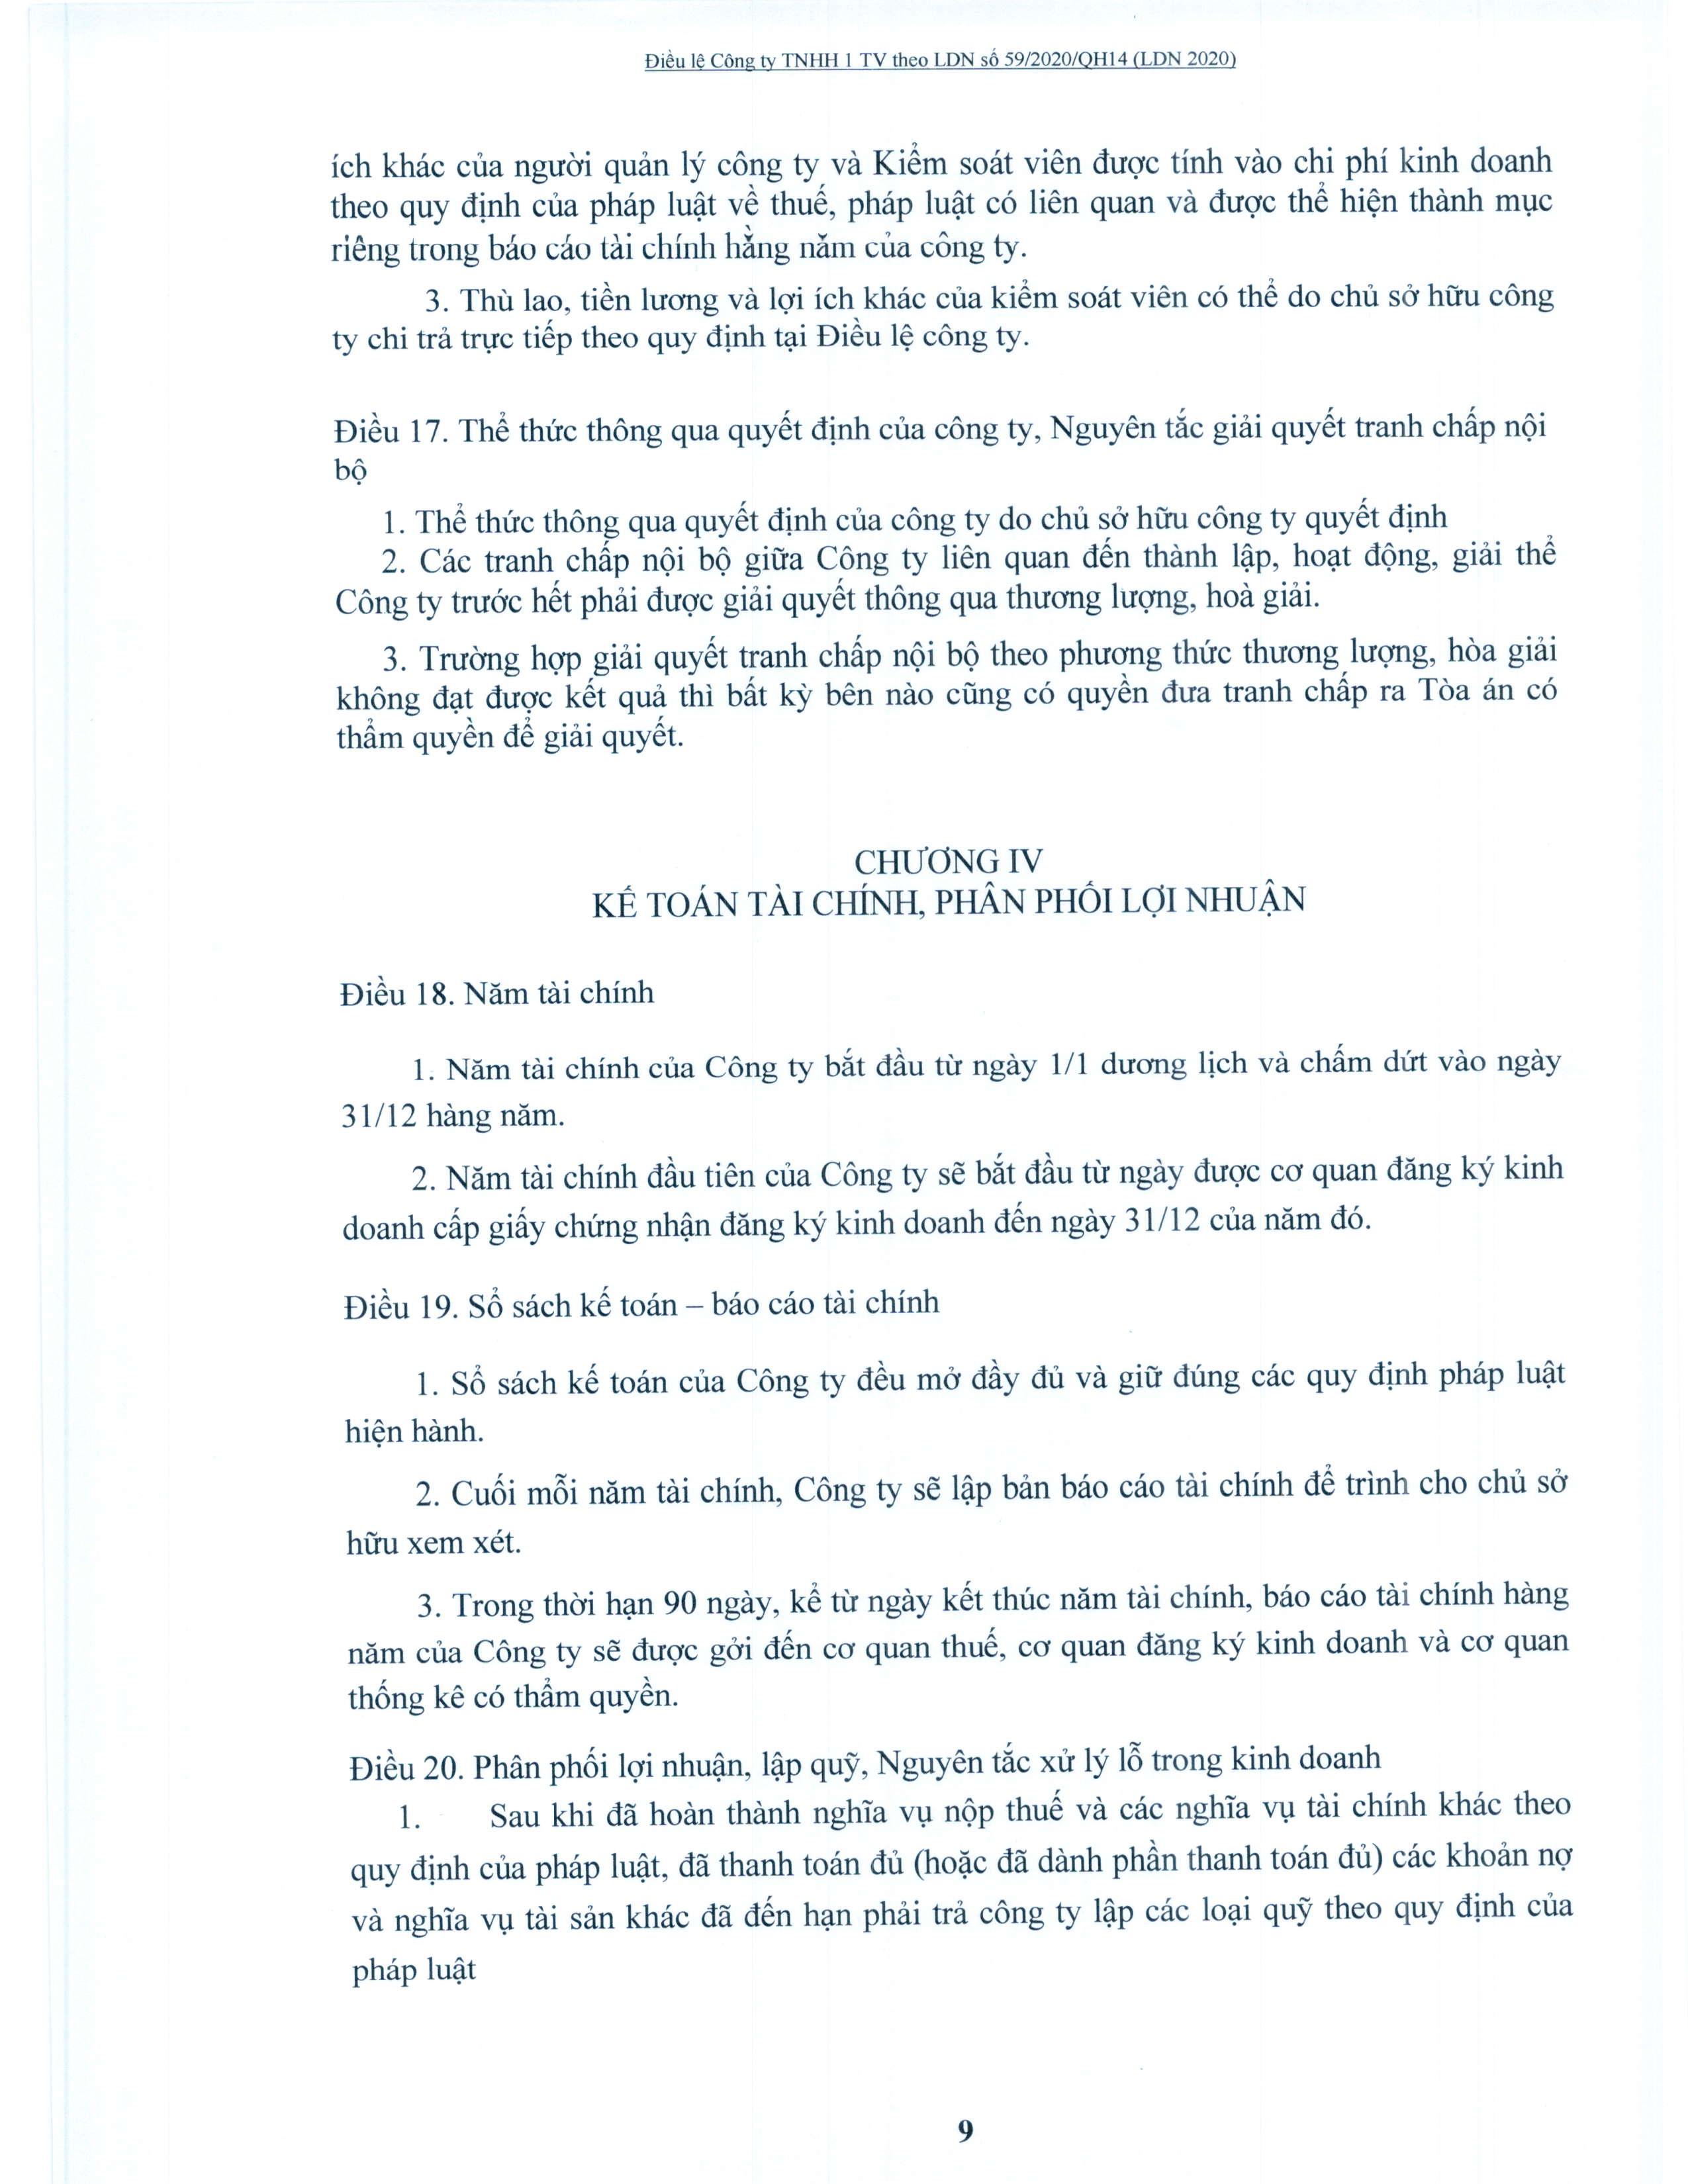 Điều lệ Công ty TNHH 1 TV theo LDN số 59/2020/QH14 (LDN 2020)
ích khác của người quản lý công ty và Kiểm soát viên được tính vào chi phí kinh doanh
theo quy định của pháp luật về thuế, pháp luật có liên quan và được thể hiện thành mục
riêng trong báo cáo tài chính hằng năm của công ty.
3. Thù lao, tiền lương và lợi ích khác của kiểm soát viên có thể do chủ sở hữu công
ty chi trả trực tiếp theo quy định tại Điều lệ công ty.
Điều 17. Thể thức thông qua quyết định của công ty, Nguyên tắc giải quyết tranh chấp nội
bộ
1. Thể thức thông qua quyết định của công ty do chủ sở hữu công ty quyết định
2. Các tranh chấp nội bộ giữa Công ty liên quan đến thành lập, hoạt động, giải thể
Công ty trước hết phải được giải quyết thông qua thương lượng, hoà giải.
3. Trường hợp giải quyết tranh chấp nội bộ theo phương thức thương lượng, hòa giải
không đạt được kết quả thì bất kỳ bên nào cũng có quyền đưa tranh chấp ra Tòa án có
thẩm quyền để giải quyết.
CHƯƠNG IV
KẾ TOÁN TÀI CHÍNH, PHÂN PHỐI LỢI NHUẬN
Điều 18. Năm tài chính
1. Năm tài chính của Công ty bắt đầu từ ngày 1/1 dương lịch và chấm dứt vào ngày
31/12 hàng năm.
2. Năm tài chính đầu tiên của Công ty sẽ bắt đầu từ ngày được cơ quan đăng ký kinh
doanh cấp giấy chứng nhận đăng ký kinh doanh đến ngày 31/12 của năm đó.
Điều 19. Sổ sách kế toán – báo cáo tài chính
1. Sổ sách kế toán của Công ty đều mở đầy đủ và giữ đúng các quy định pháp luật
hiện hành.
2. Cuối mỗi năm tài chính, Công ty sẽ lập bản báo cáo tài chính để trình cho chủ sở
hữu xem xét.
3. Trong thời hạn 90 ngày, kể từ ngày kết thúc năm tài chính, báo cáo tài chính hàng
năm của Công ty sẽ được gởi đến cơ quan thuế, cơ quan đăng ký kinh doanh và cơ quan
thống kê có thẩm quyền.
Điều 20. Phân phối lợi nhuận, lập quỹ, Nguyên tắc xử lý lỗ trong kinh doanh
1. Sau khi đã hoàn thành nghĩa vụ nộp thuế và các nghĩa vụ tài chính khác theo
quy định của pháp luật, đã thanh toán đủ (hoặc đã dành phần thanh toán đủ) các khoản nợ
và nghĩa vụ tài sản khác đã đến hạn phải trả công ty lập các loại quỹ theo quy định của
pháp luật
9